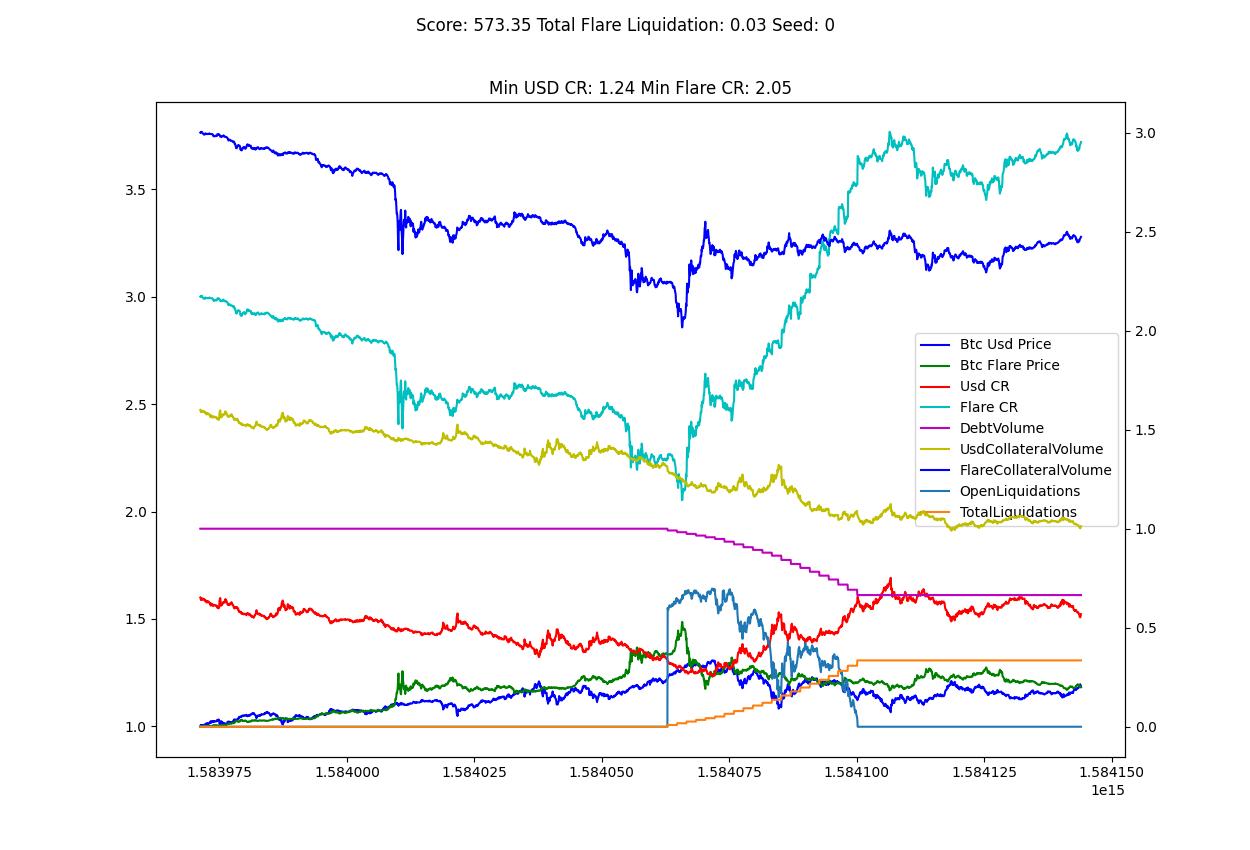 Score: 573.35 Total Flare Liquidation: 0.03 Seed: 0
Min USD CR: 1.24 Min Flare CR: 2.05
3.5
3.0
2.5
2.0
1.5
1.0
3.0
2.5
2.0
1.5
1.0
0.5
0.0
Btc Usd Price
Btc Flare Price
Usd CR
Flare CR
DebtVolume
UsdCollateralVolume
FlareCollateralVolume
OpenLiquidations
TotalLiquidations
1.583975 1.584000 1.584025 1.584050 1.584075 1.584100 1.584125 1.584150
1e15